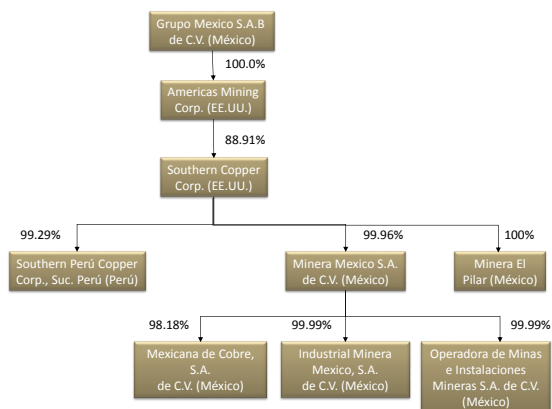 Grupo Mexico S.A.B
de C.V. (México)
100.0%
Americas Mining
Corp. (EE.UU.)
88.91%
Southern Copper
Corp. (EE.UU.)
99.29%
99.96%
100%
Southern Perú Copper
Corp., Suc. Perú (Perú)
Minera Mexico S.A.
de C.V. (México)
Minera El
Pilar (México)
98.18%
99.99%
99.99%
Mexicana de Cobre,
S.A.
de C.V. (México)
Industrial Minera
Mexico, S.A.
de C.V. (México)
Operadora de Minas
e Instalaciones
Mineras S.A. de C.V.
(México)